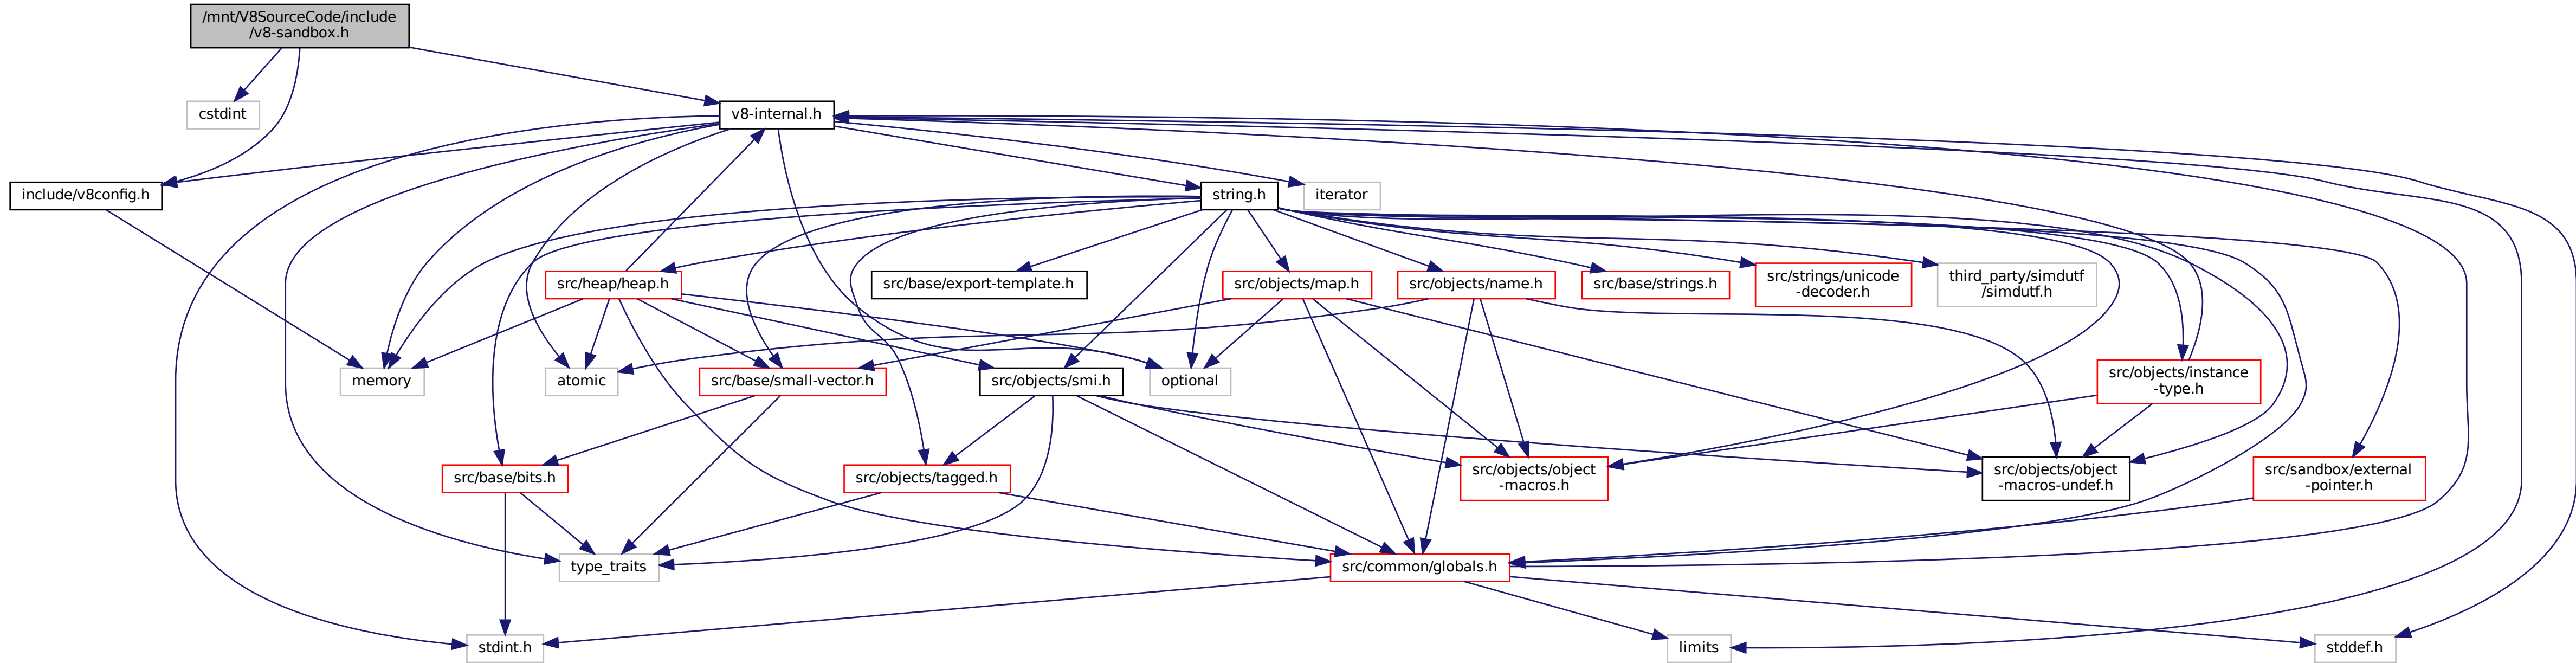 /mnt/V8SourceCode/include
/v8-sandbox.h
cstdint
v8-internal.h
include/v8config.h
string.h
iterator
src/heap/heap.h
src/base/export-template.h
src/objects/map.h
src/objects/name.h
src/base/strings.h
src/strings/unicode
-decoder.h
third_party/simdutf
/simdutf.h
memory
atomic
src/base/small-vector.h
src/objects/smi.h
optional
src/objects/instance
-type.h
src/base/bits.h
src/objects/tagged.h
src/objects/object
-macros.h
src/objects/object
-macros-undef.h
src/sandbox/external
-pointer.h
type_traits
src/common/globals.h
stdint.h
limits
stddef.h